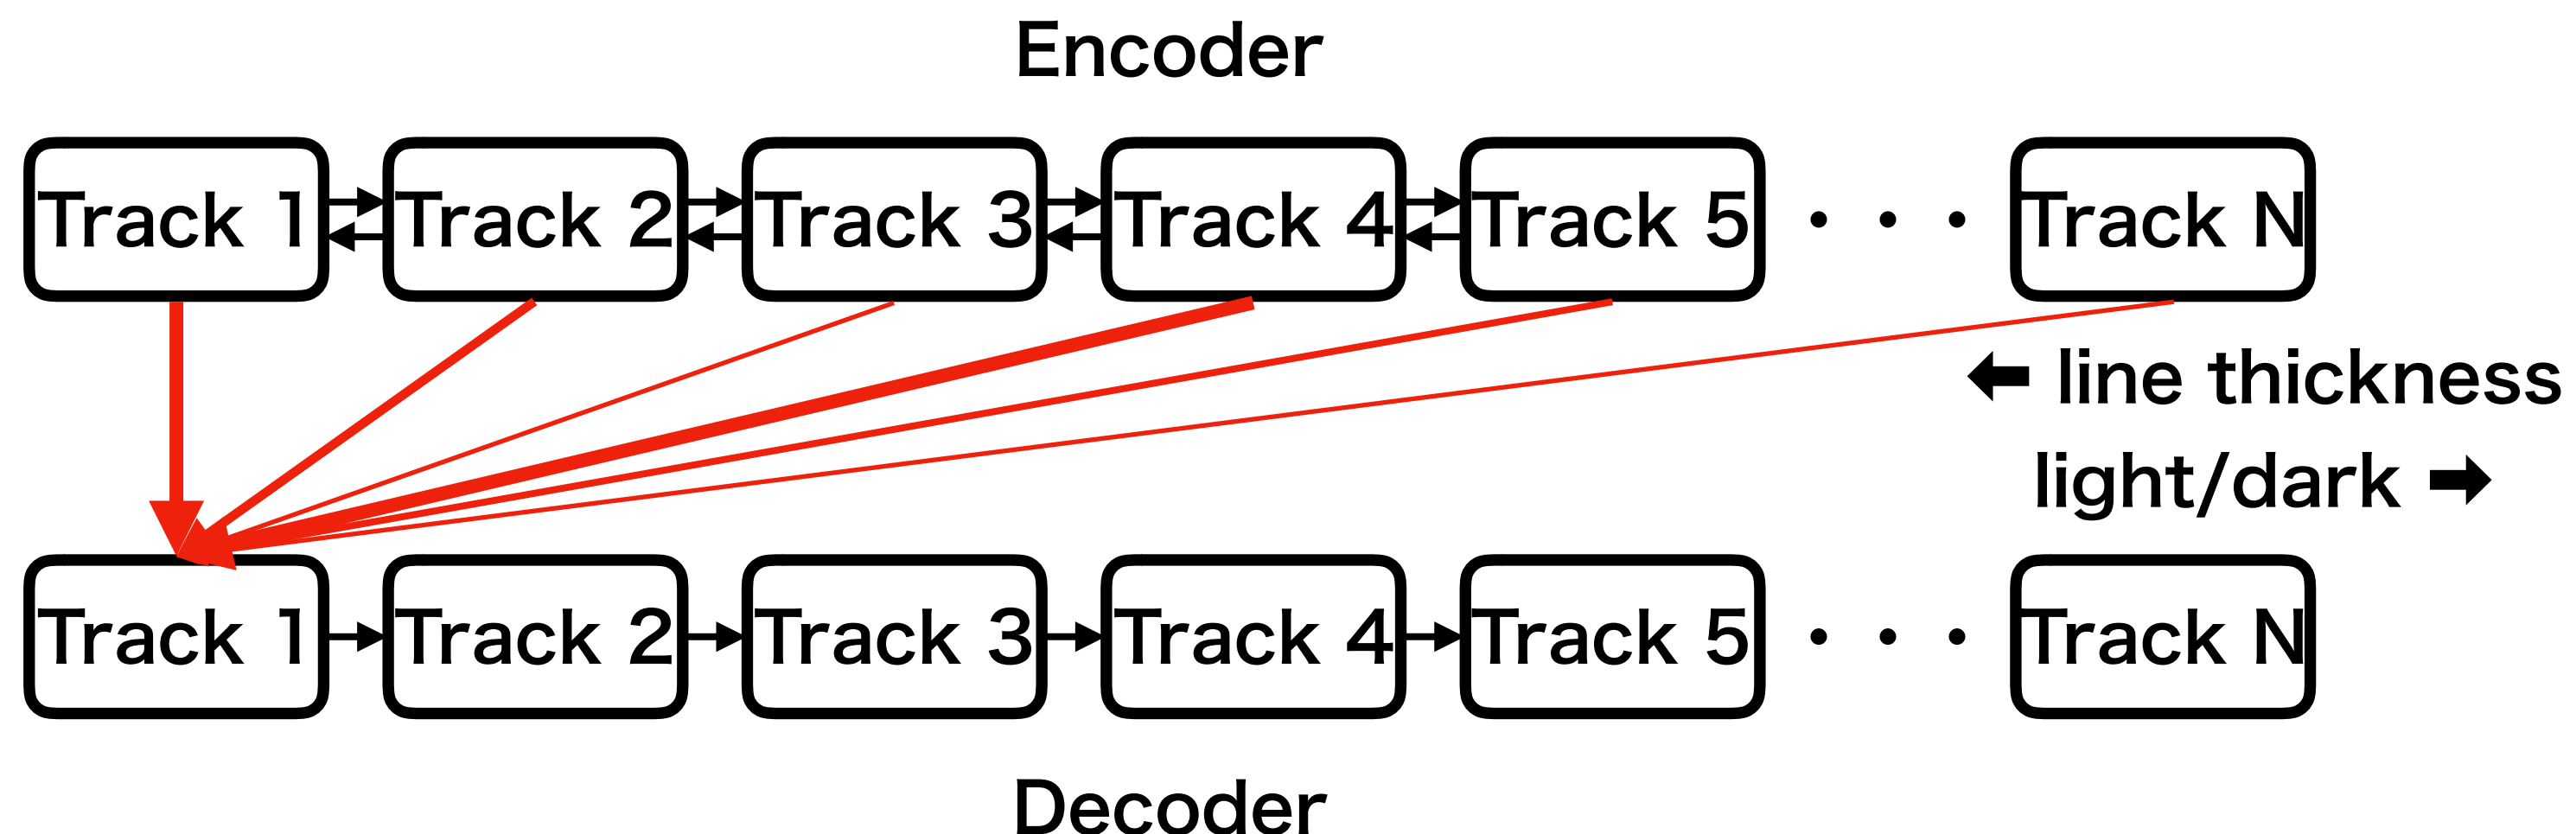 Encoder
Track 1 Track 2 Track 3 Track 4 Track 5 · · · Track N
line thickness
light/dark
Track 1 Track 2 Track 3 Track 4 Track 5 · · · Track N
Decoder